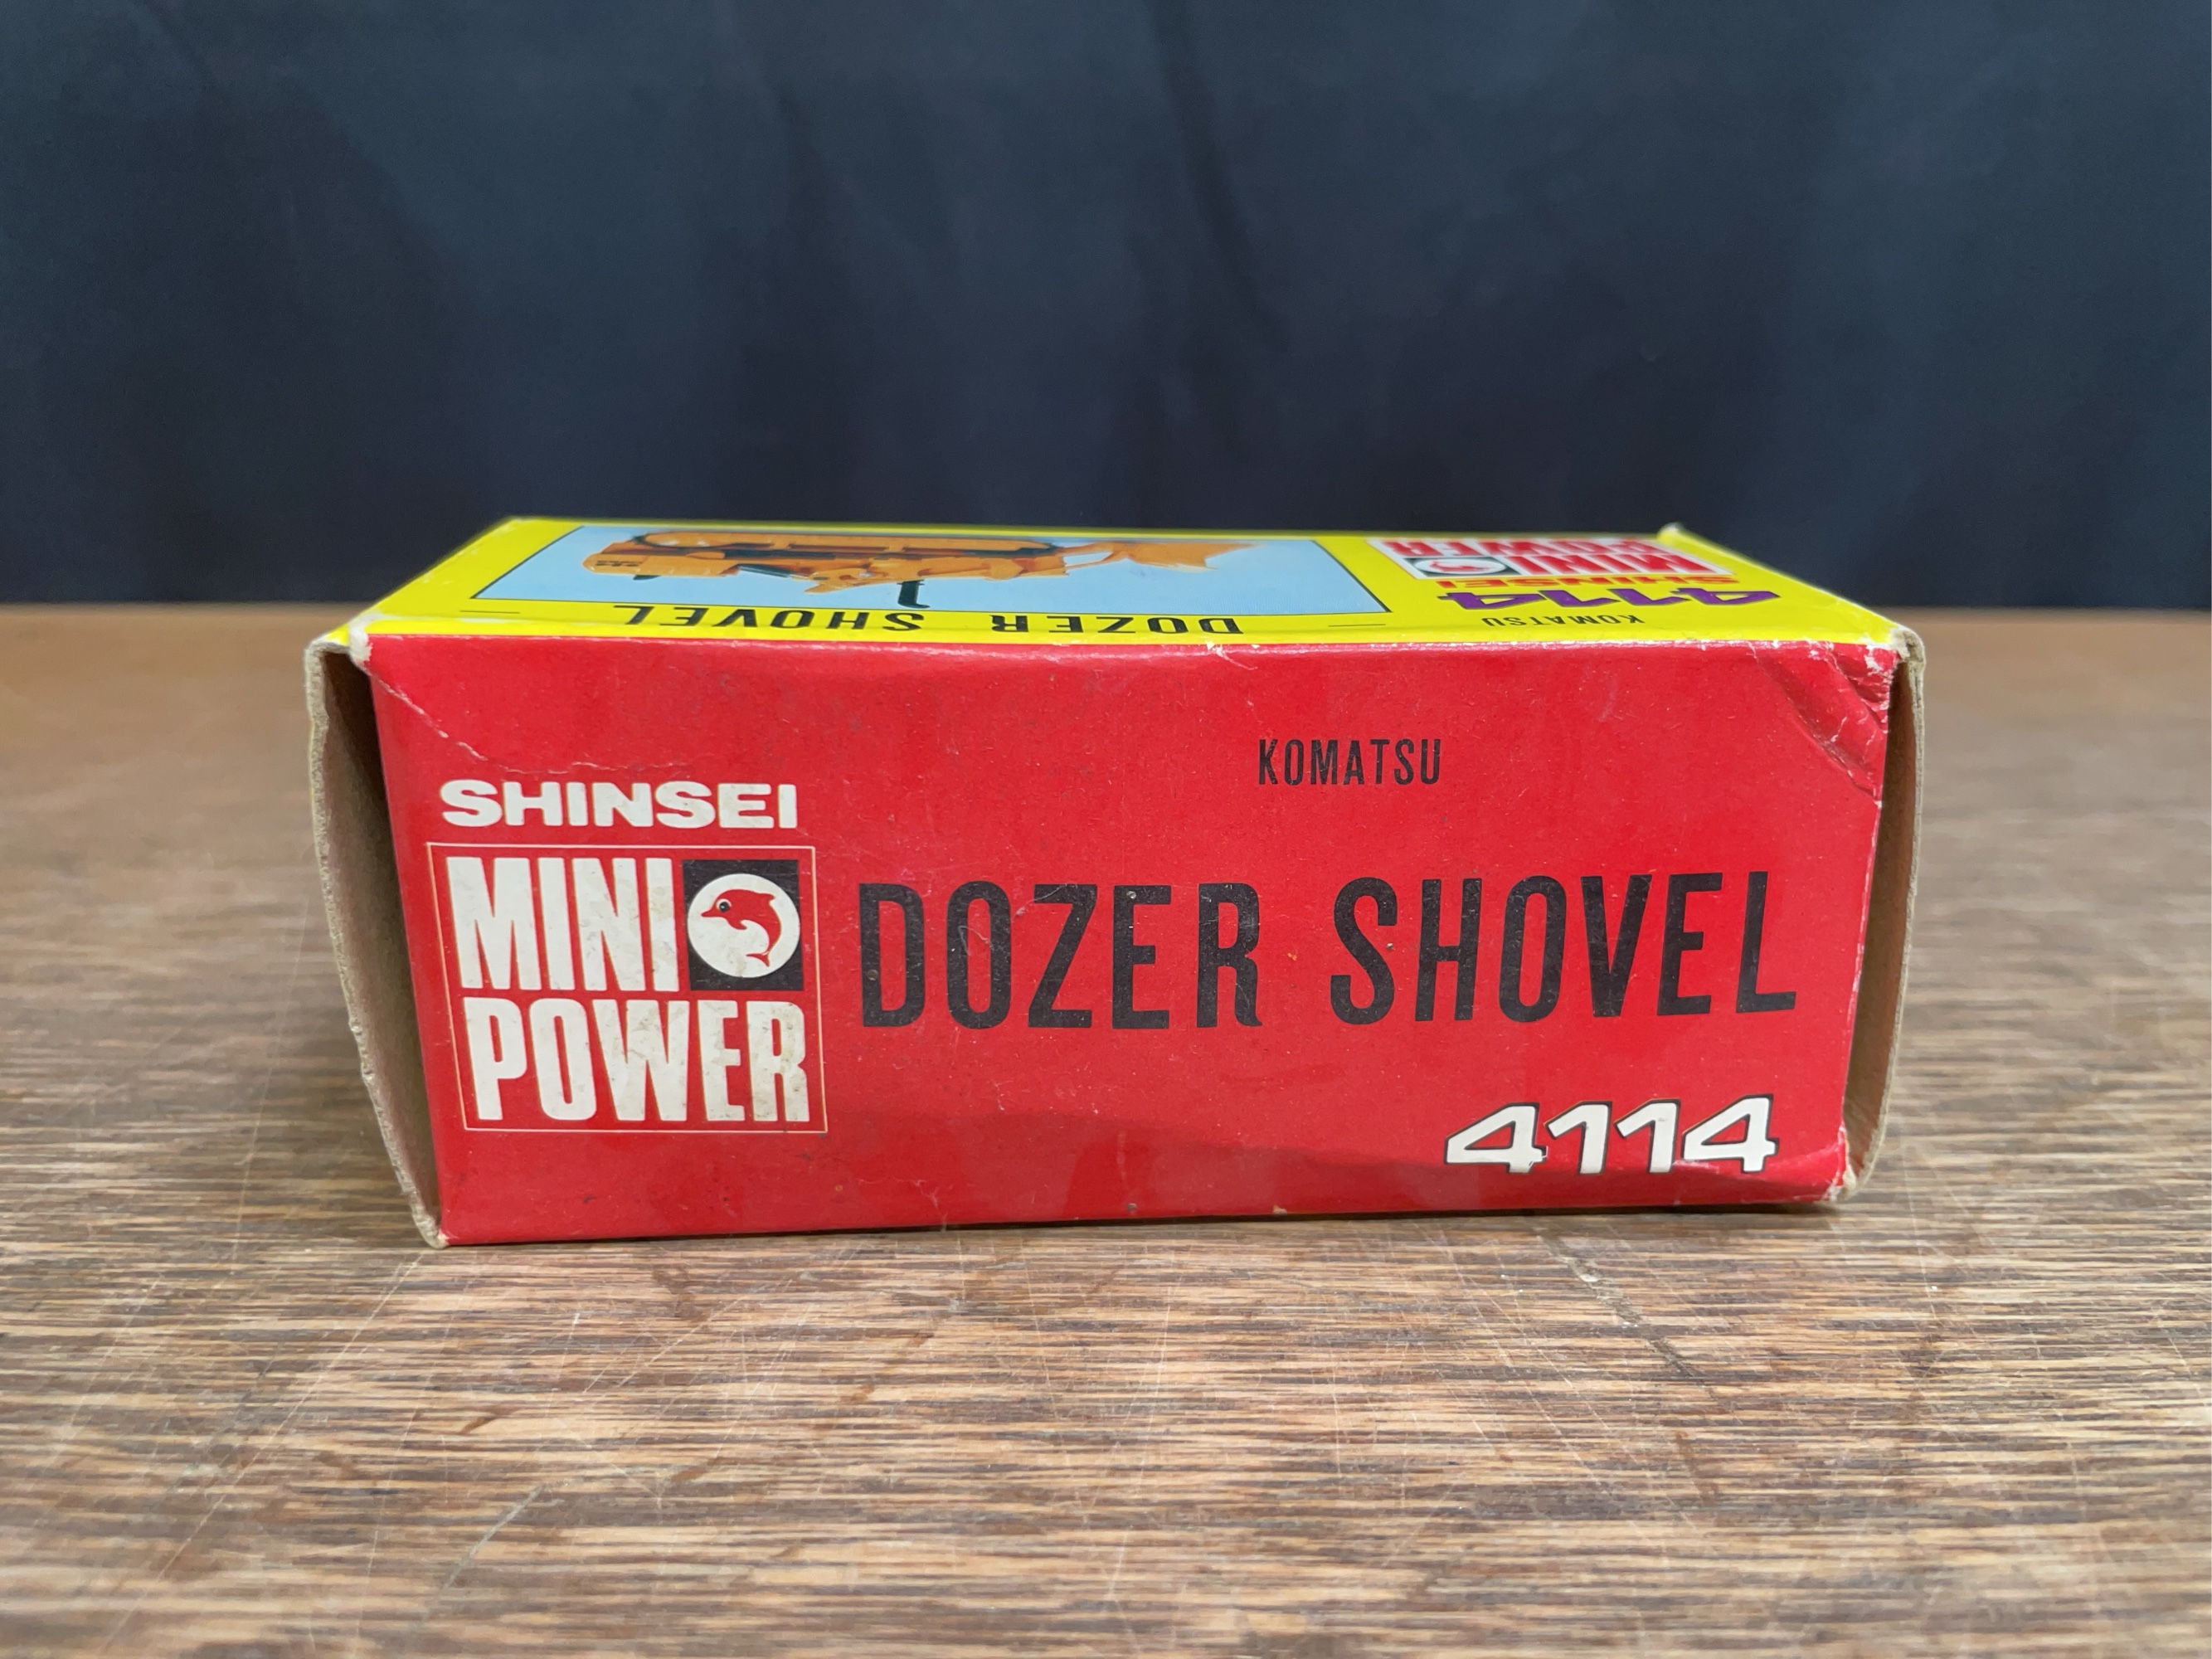 MINI
POWER
SHINSEI
4114
KOMATSU
DOZER SHOVEL
KOMATSU
SHINSEI
MINI
POWER
DOZER SHOVEL
4114